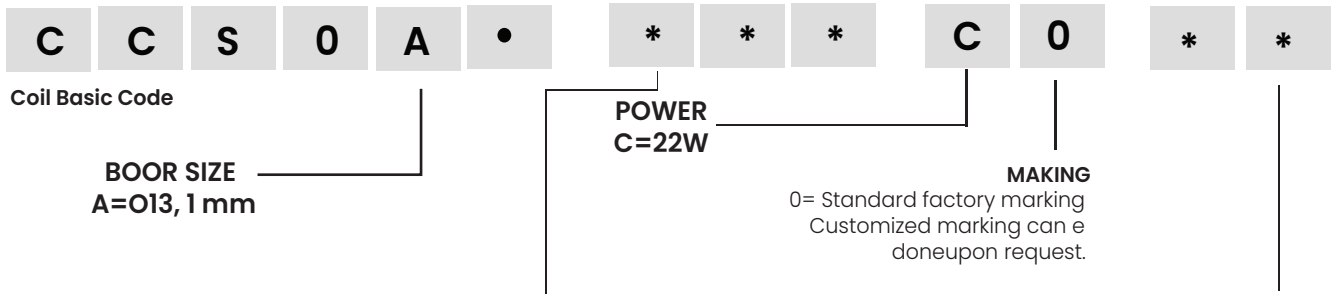 C C S 0 A • * * * C 0 * *
Coil Basic Code
POWER
C=22W
BOOR SIZE
A=O13, 1 mm
MAKING
0= Standard factory marking
Customized marking can e
doneupon request.